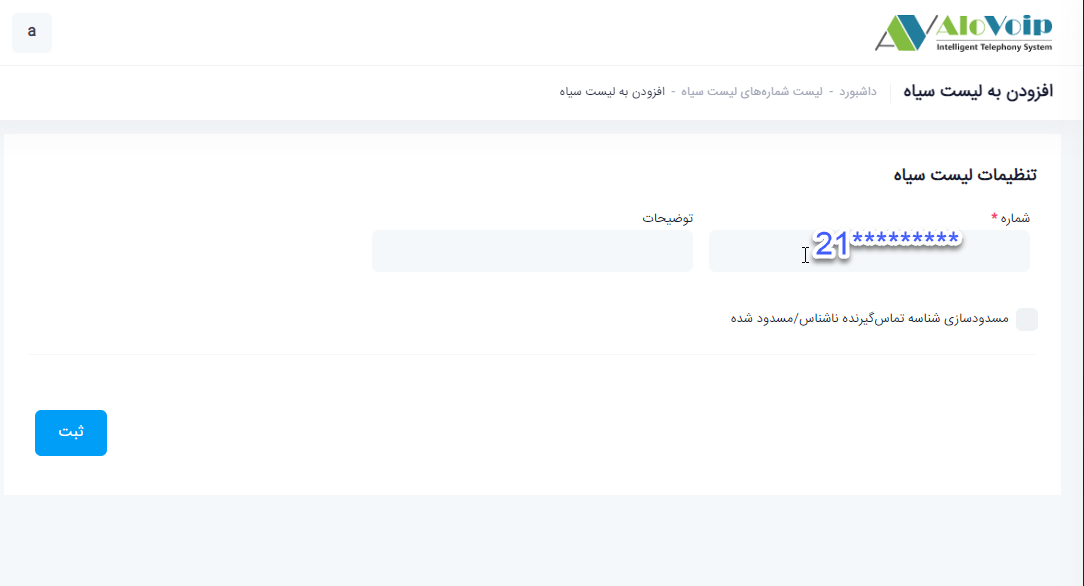 AloVoip
Intelligent Telephony System
a
افزودن به لیست سیاه
داشبورد - لیست شماره‌های لیست سیاه - افزودن به لیست سیاه
تنظیمات لیست سیاه
شماره *
توضیحات
21*********
مسدودسازی شناسه تماس‌گیرنده ناشناس/مسدود شده
ثبت